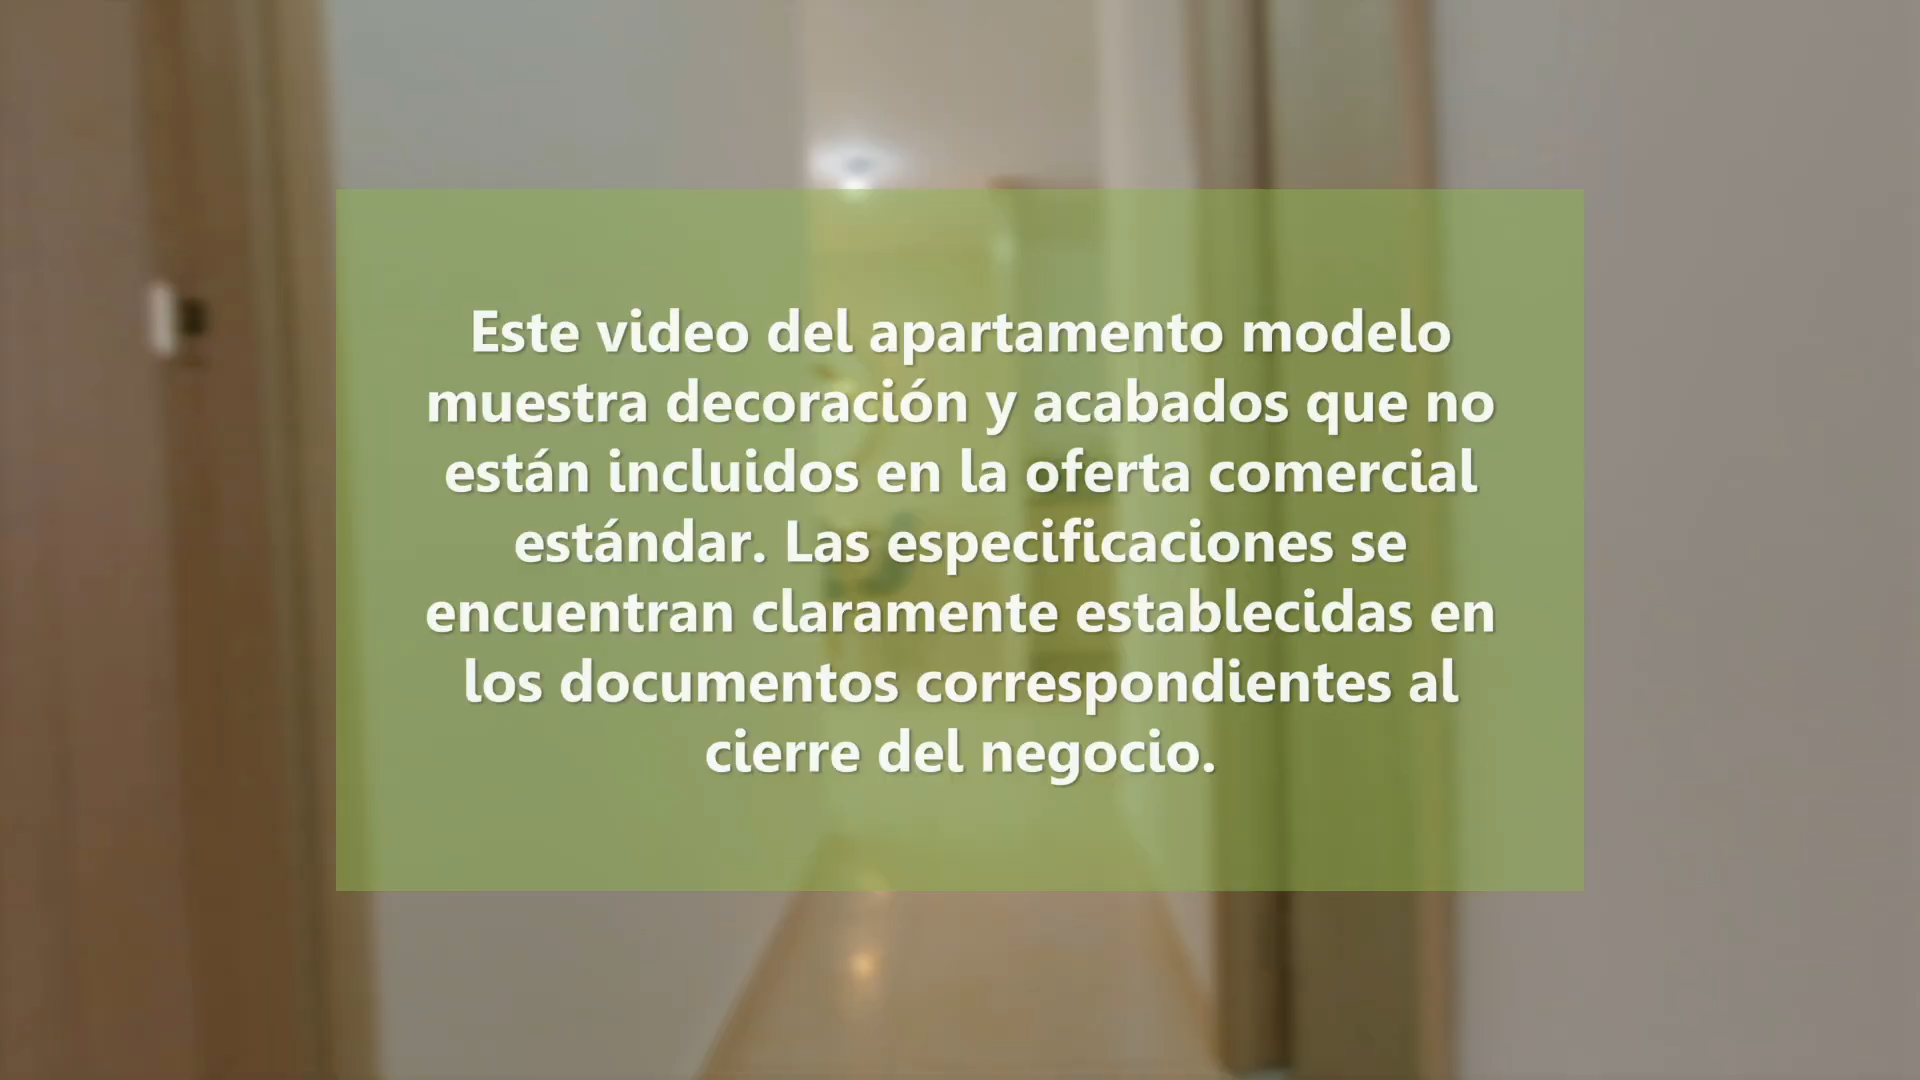 Este video del apartamento modelo
muestra decoración y acabados que no
están incluidos en la oferta comercial
estándar. Las especificaciones se
encuentran claramente establecidas en
los documentos correspondientes al
cierre del negocio.